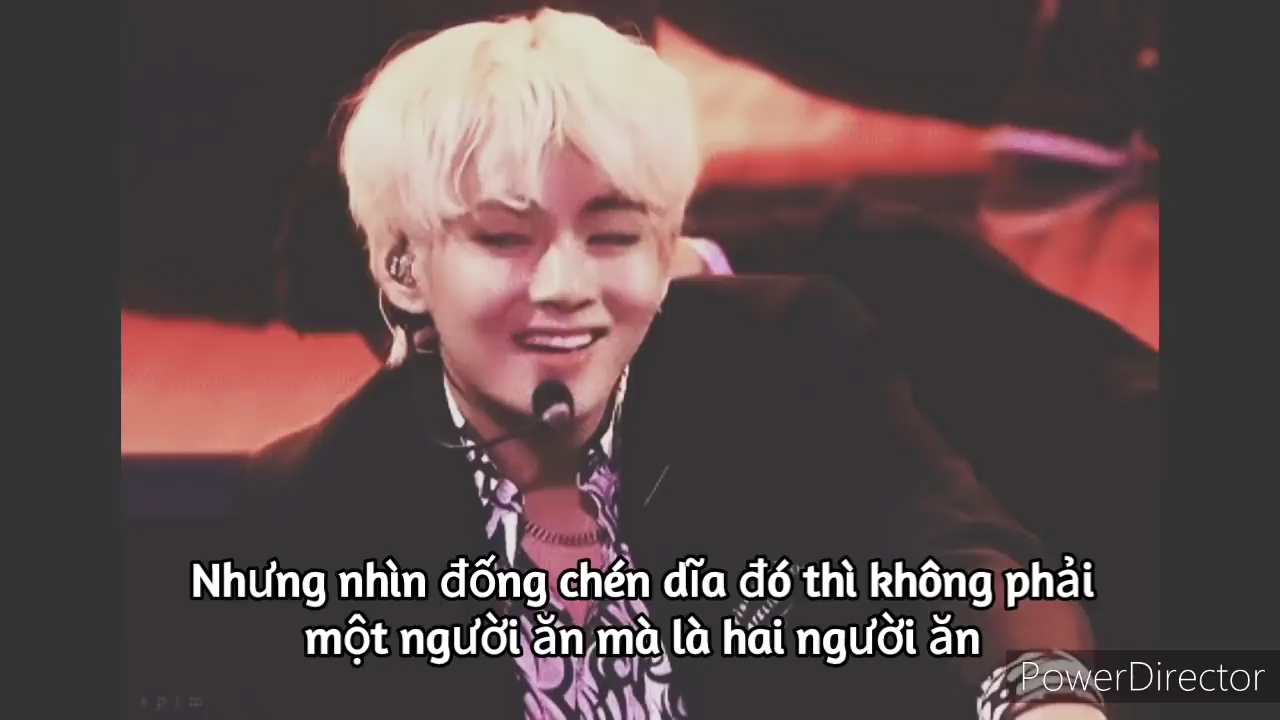 Nhưng nhìn đống chén dĩa đó thì không phải
một người ăn mà là hai người ăn
PowerDirector